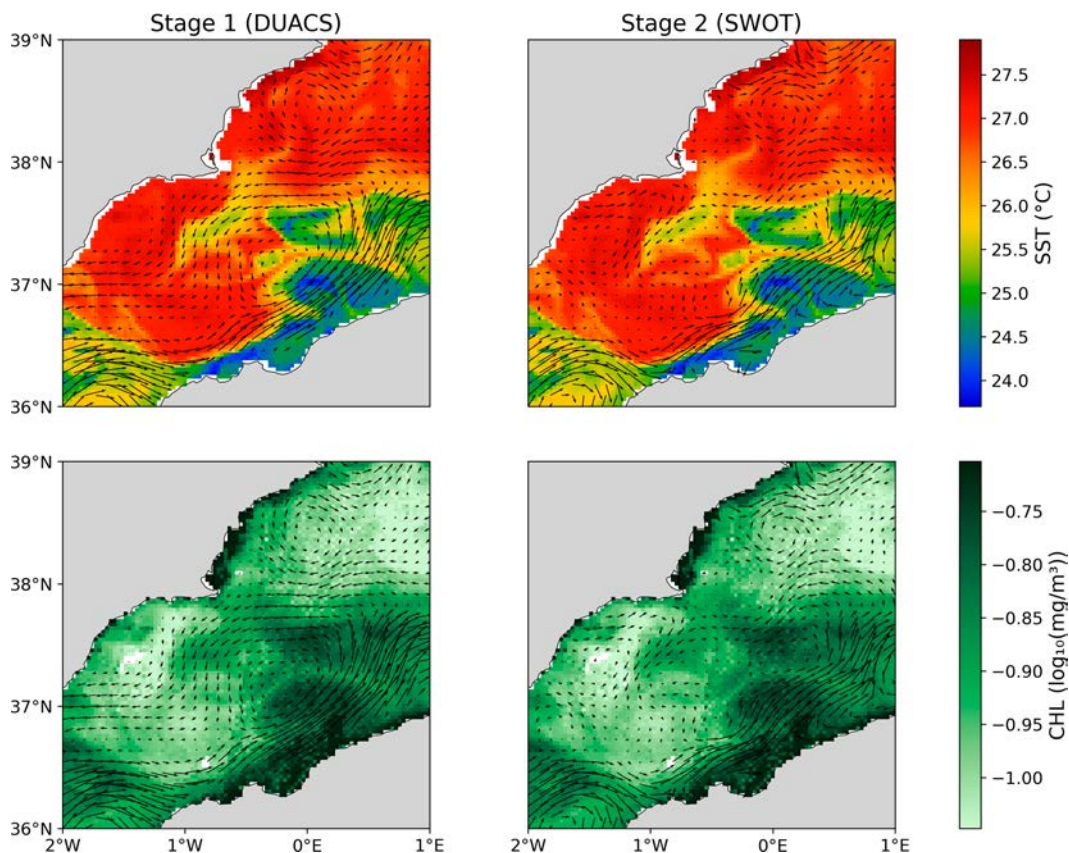 Stage 1 (DUACS)
Stage 2 (SWOT)
39°N
38°N
37°N
36°N
27.5
27.0
26.5
26.0
25.5
25.0
24.5
24.0
SST (°C)
39°N
38°N
37°N
36°N
2°W
1°W
0°E
1°E
2°W
1°W
0°E
1°E
−0.75
−0.80
−0.85
−0.90
−0.95
−1.00
CHL (log₁₀(mg/m³))